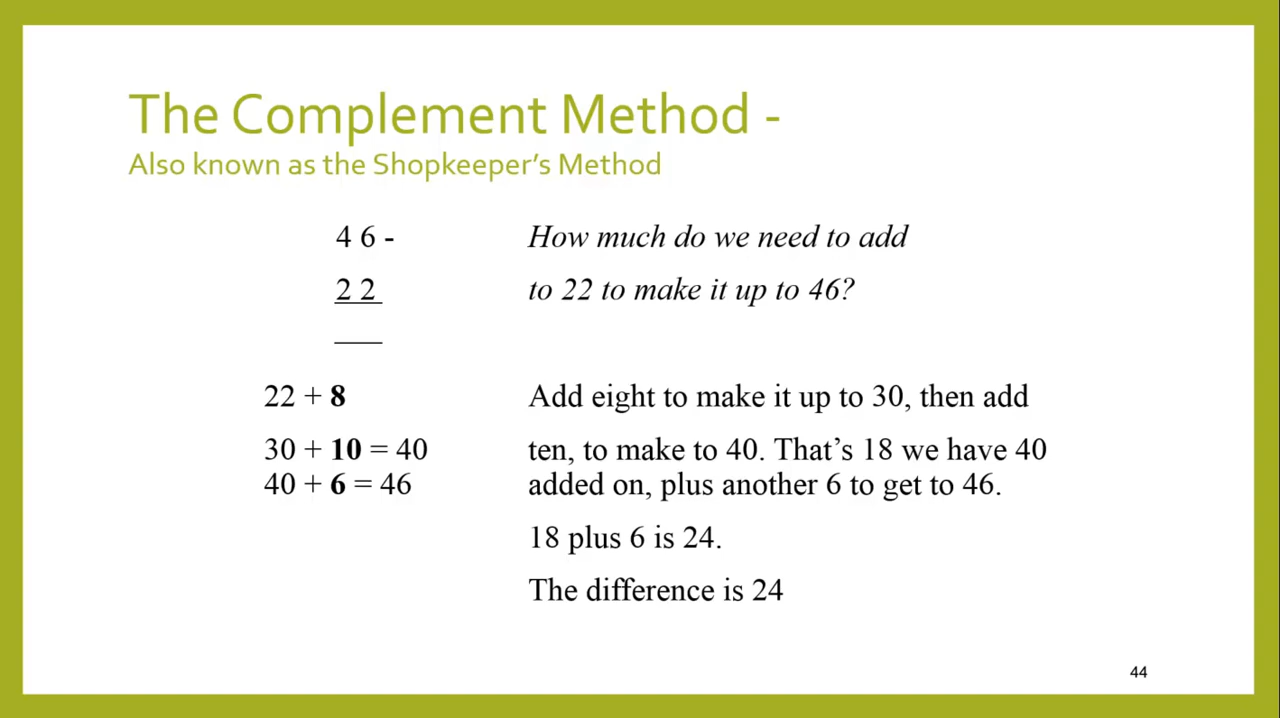 The Complement Method -
Also known as the Shopkeeper's Method
4 6 -
How much do we need to add
2 2
to 22 to make it up to 46?
22 + 8
Add eight to make it up to 30, then add
30 + 10 = 40
ten, to make to 40. That's 18 we have 40
40 + 6 = 46
added on, plus another 6 to get to 46.
18 plus 6 is 24.
The difference is 24
44